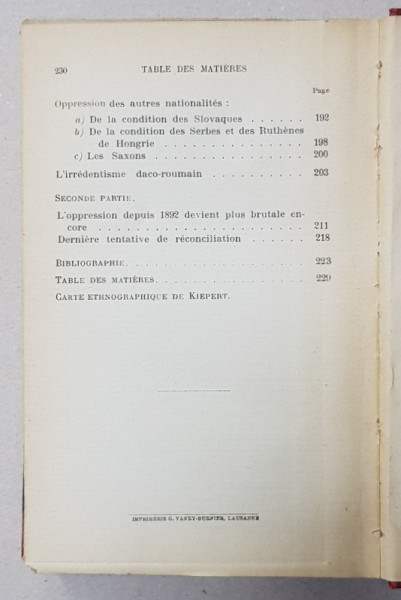 230 TABLE DES MATIÈRES
Page
Oppression des autres nationalités :
a) De la condition des Slovaques . . . . . . 192
b) De la condition des Serbes et des Ruthènes
de Hongrie . . . . . . . . . . . . . . . 198
c) Les Saxons . . . . . . . . . . . . . . . 200
L'irrédentisme daco-roumain . . . . . . . . . . 203
SECONDE PARTIE.
L'oppression depuis 1892 devient plus brutale en-
core . . . . . . . . . . . . . . . . . . . . . . 211
Dernière tentative de réconciliation . . . . . . 218
BIBLIOGRAPHIE. . . . . . . . . . . . . . . . . . . 223
TABLE DES MATIÈRES. . . . . . . . . . . . . . . . 229
CARTE ETHNOGRAPHIQUE DE KIEPERT.
IMPRIMERIE G. VANEY-BURNIER, LAUSANNE